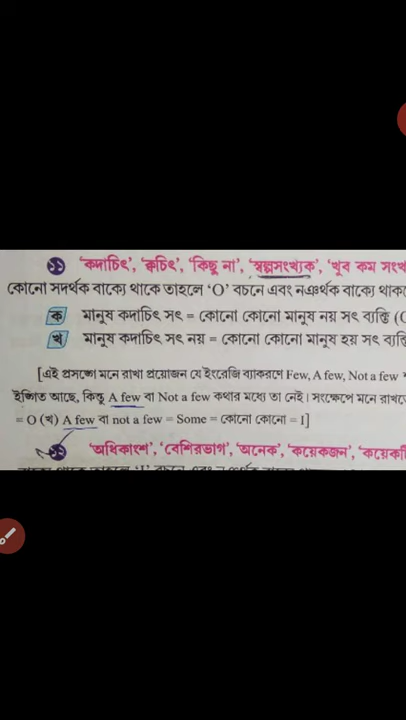 ১১ 'কদাচিৎ', 'ক্বচিৎ', 'কিছু না', 'স্বল্পসংখ্যক', 'খুব কম সংখ
কোনো সদর্থক বাক্যে থাকে তাহলে 'O' বচনে এবং নঞর্থক বাক্যে থাক
ক মানুষ কদাচিৎ সৎ = কোনো কোনো মানুষ নয় সৎ ব্যক্তি (
খ মানুষ কদাচিৎ সৎ নয় = কোনো কোনো মানুষ হয় সৎ ব্যক্তি
[এই প্রসঙ্গে মনে রাখা প্রয়োজন যে ইংরেজি ব্যাকরণে Few, A few, Not a few
ইঙ্গিত আছে, কিন্তু A few বা Not a few কথার মধ্যে তা নেই। সংক্ষেপে মনে রাখতে
= O (খ) A few বা not a few = Some = কোনো কোনো = I]
'অধিকাংশ', 'বেশিরভাগ', 'অনেক', 'কয়েকজন', 'কয়েকটি